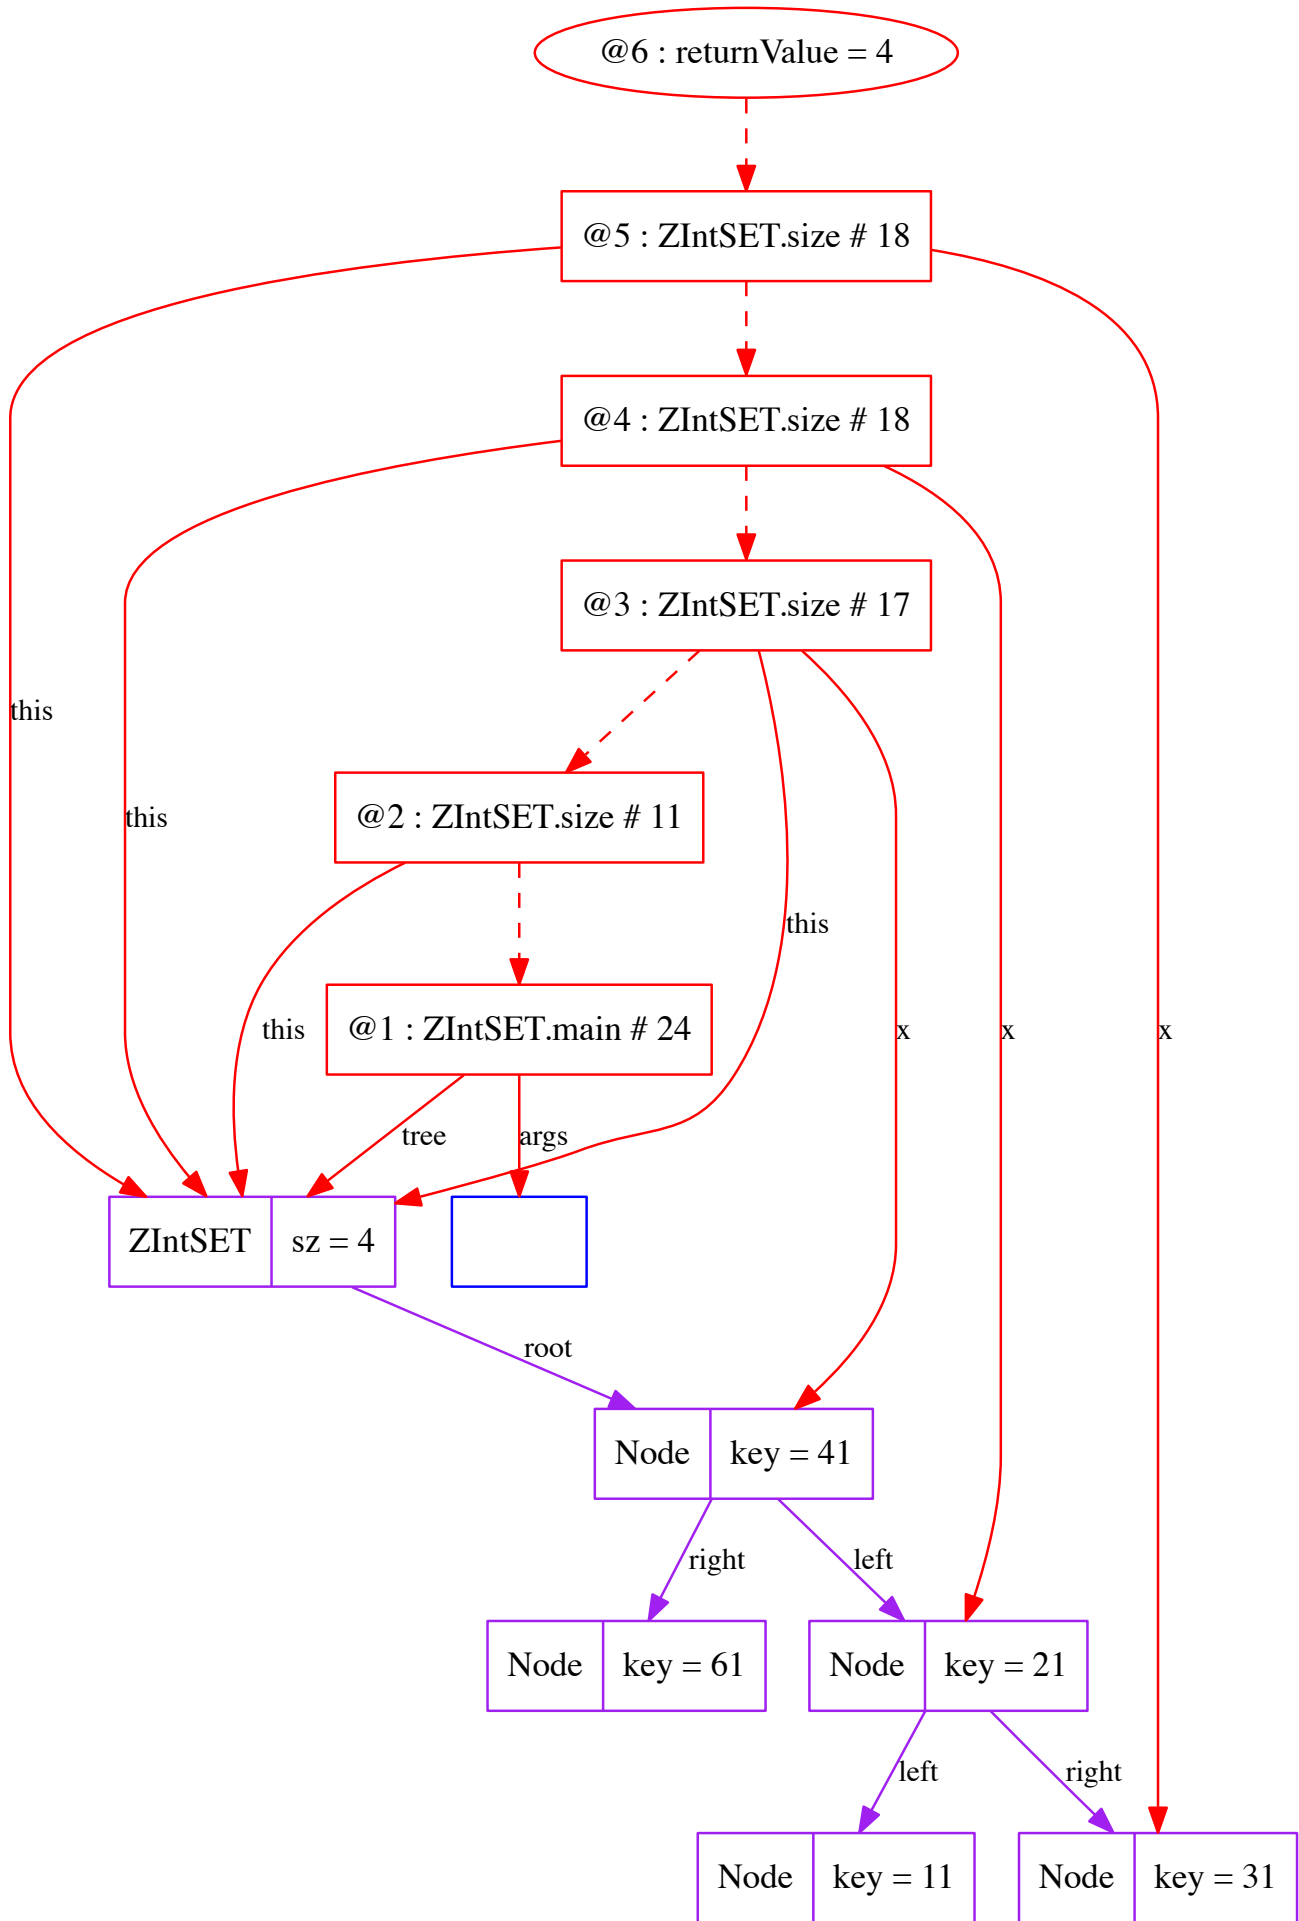 @6 : returnValue = 4
@5 : ZIntSET.size # 18
@4 : ZIntSET.size # 18
@3 : ZIntSET.size # 17
this
@2 : ZIntSET.size # 11
this
this
this
@1 : ZIntSET.main # 24
x
x
x
tree
args
ZIntSET
sz = 4
root
Node
key = 41
right
left
Node
key = 61
Node
key = 21
left
right
Node
key = 11
Node
key = 31